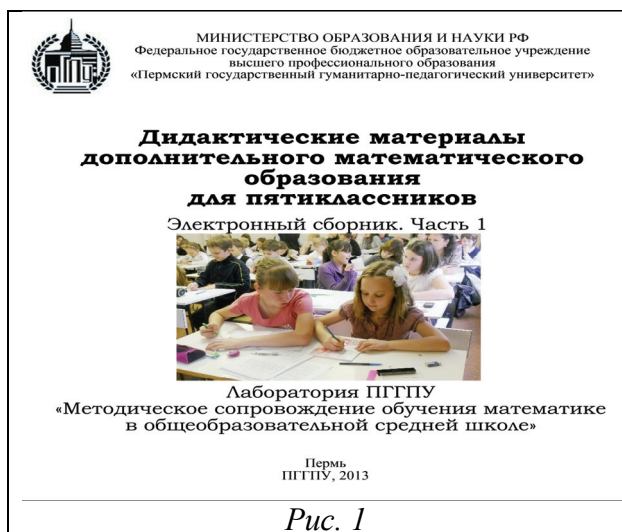 МИНИСТЕРСТВО ОБРАЗОВАНИЯ И НАУКИ РФ
Федеральное государственное бюджетное образовательное учреждение
высшего профессионального образования
«Пермский государственный гуманитарно-педагогический университет»
ПГПУ
Дидактические материалы
дополнительного математического
образования
для пятиклассников
Электронный сборник. Часть 1
Лаборатория ПГГПУ
«Методическое сопровождение обучения математике
в общеобразовательной средней школе»
Пермь
ПГГПУ, 2013
Рис. 1